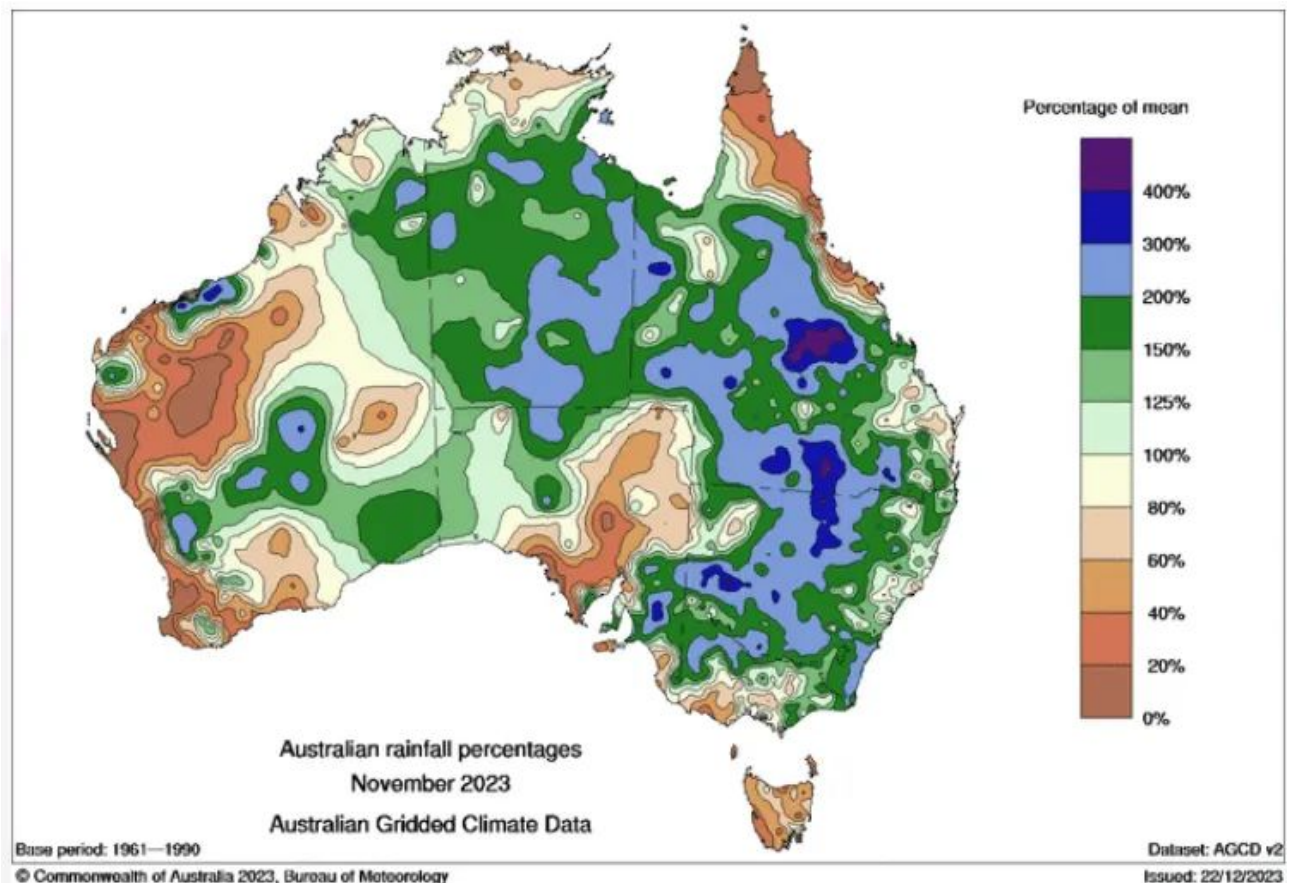 Percentage of mean
400%
300%
200%
150%
125%
100%
80%
60%
40%
20%
0%
Australian rainfall percentages
November 2023
Australian Gridded Climate Data
Base period: 1961—1990
Dataset: AGCD v2
© Commonwealth of Australia 2023, Bureau of Meteorology
Issued: 22/12/2023